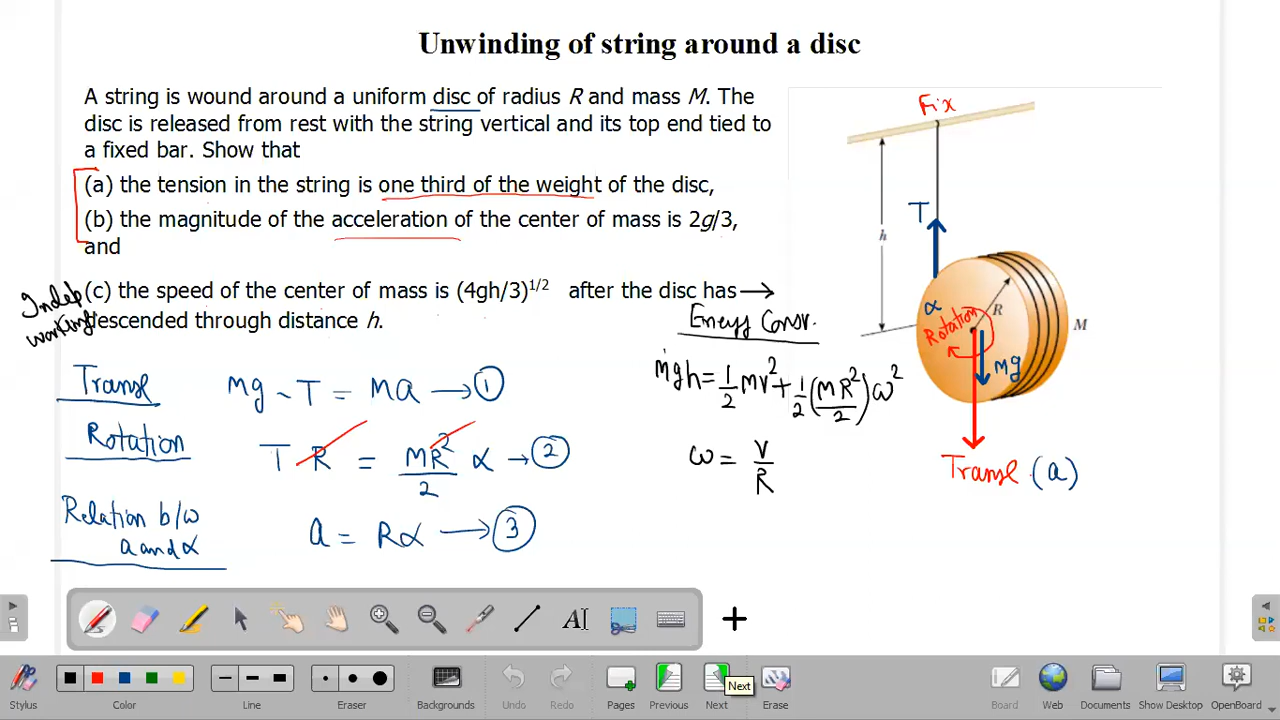 Unwinding of string around a disc
A string is wound around a uniform disc of radius R and mass M. The
disc is released from rest with the string vertical and its top end tied to
a fixed bar. Show that
(a) the tension in the string is one third of the weight of the disc,
(b) the magnitude of the acceleration of the center of mass is 2g/3,
and
(c) the speed of the center of mass is (4gh/3)^1/2 after the disc has →
descended through distance h.
Indep
working
Transl
Mg - T = Ma → ①
Rotation
T R = MR²/2 α → ②
Relation b/w
a and α
a = Rα → ③
Energy Consr.
mgh = 1/2 Mv² + 1/2 (MR²/2) ω²
ω = v/R
Fix
T
h
α
R
Rotation
M
Mg
Transl (a)
Stylus
Color
Line
Eraser
Backgrounds
Undo
Redo
Pages
Previous
Next
Next
Erase
Board
Web
Documents
Show Desktop
OpenBoard